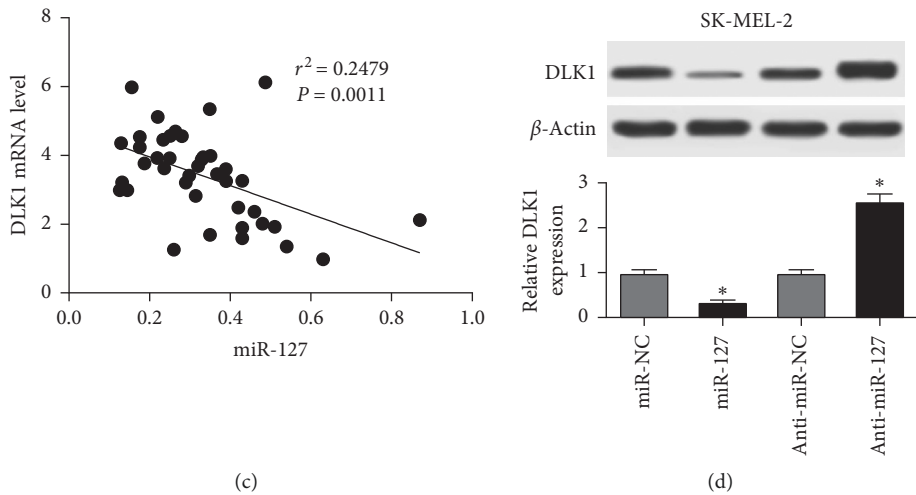 r² = 0.2479
P = 0.0011
DLK1 mRNA level
8
6
4
2
0
0.0 0.2 0.4 0.6 0.8 1.0
miR-127
(c)
SK-MEL-2
DLK1
β-Actin
Relative DLK1
expression
3
2
1
0
*
*
miR-NC
miR-127
Anti-miR-NC
Anti-miR-127
(d)